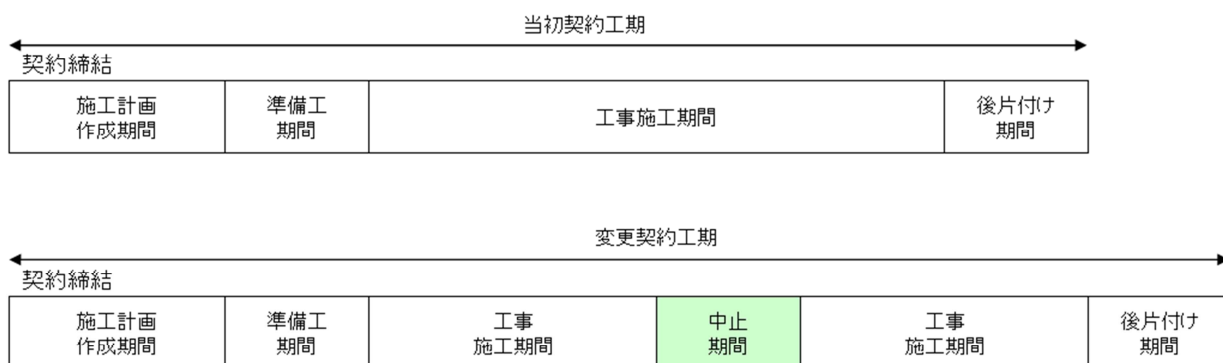 当初契約工期
契約締結
施工計画
作成期間
準備工
期間
工事施工期間
後片付け
期間
変更契約工期
契約締結
施工計画
作成期間
準備工
期間
工事
施工期間
中止
期間
工事
施工期間
後片付け
期間